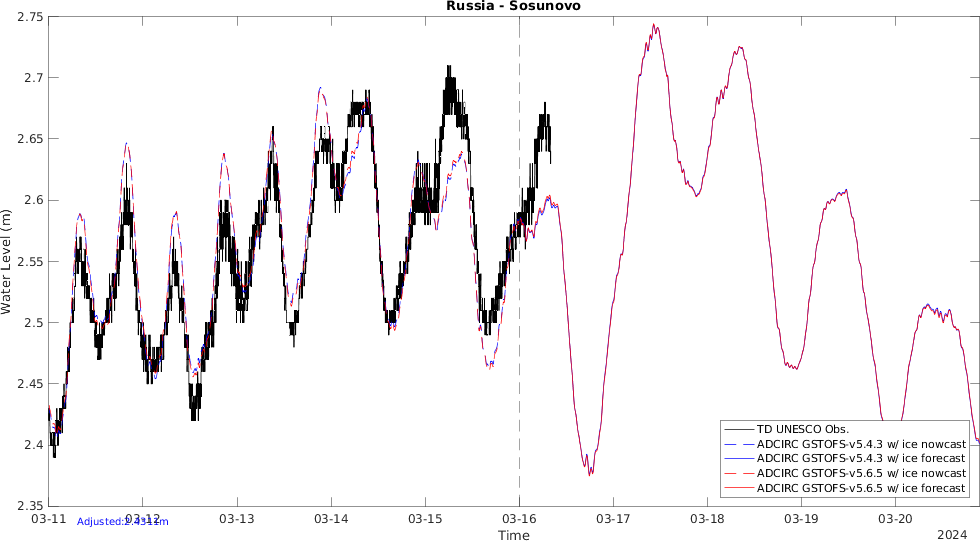 Russia - Sosunovo
Water Level (m)
2.75
2.7
2.65
2.6
2.55
2.5
2.45
2.4
2.35
TD UNESCO Obs.
ADCIRC GSTOFS-v5.4.3 w/ ice nowcast
ADCIRC GSTOFS-v5.4.3 w/ ice forecast
ADCIRC GSTOFS-v5.6.5 w/ ice nowcast
ADCIRC GSTOFS-v5.6.5 w/ ice forecast
03-11 03-12 03-13 03-14 03-15 03-16 03-17 03-18 03-19 03-20
Time
2024